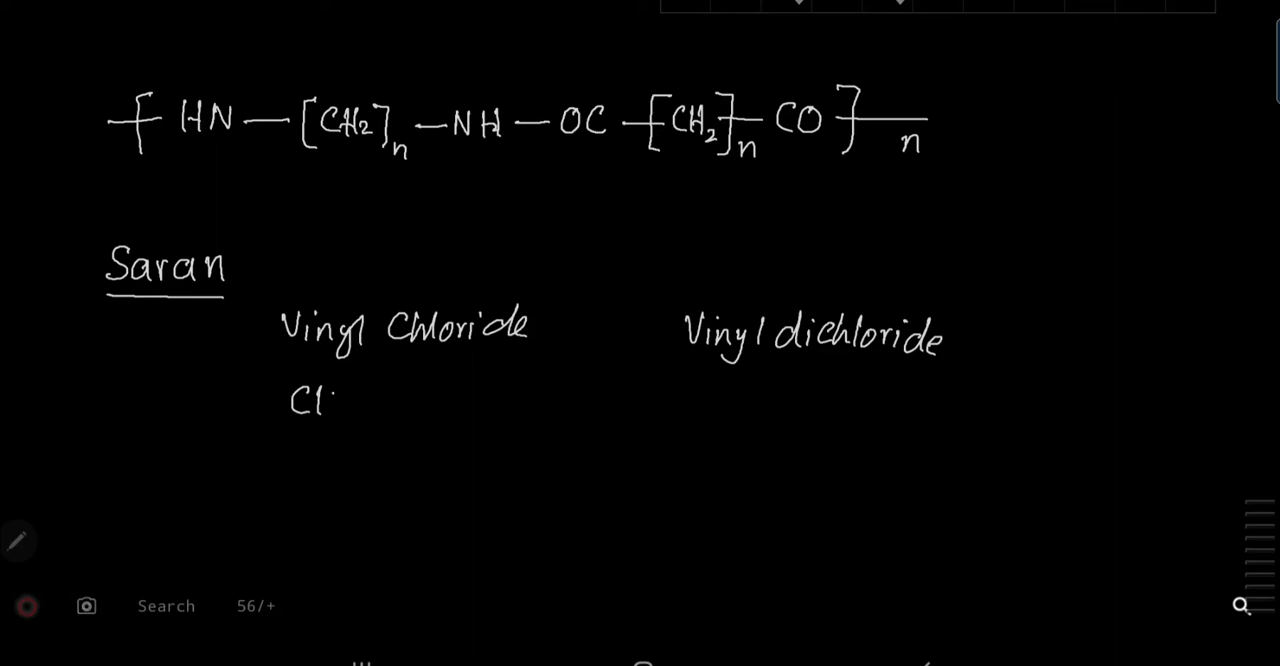 [ HN — [CH₂]ₙ — NH — OC — [CH₂]ₙ — CO ]ₙ
Saran
Vinyl Chloride Vinyl dichloride
Cl
Search 56/+